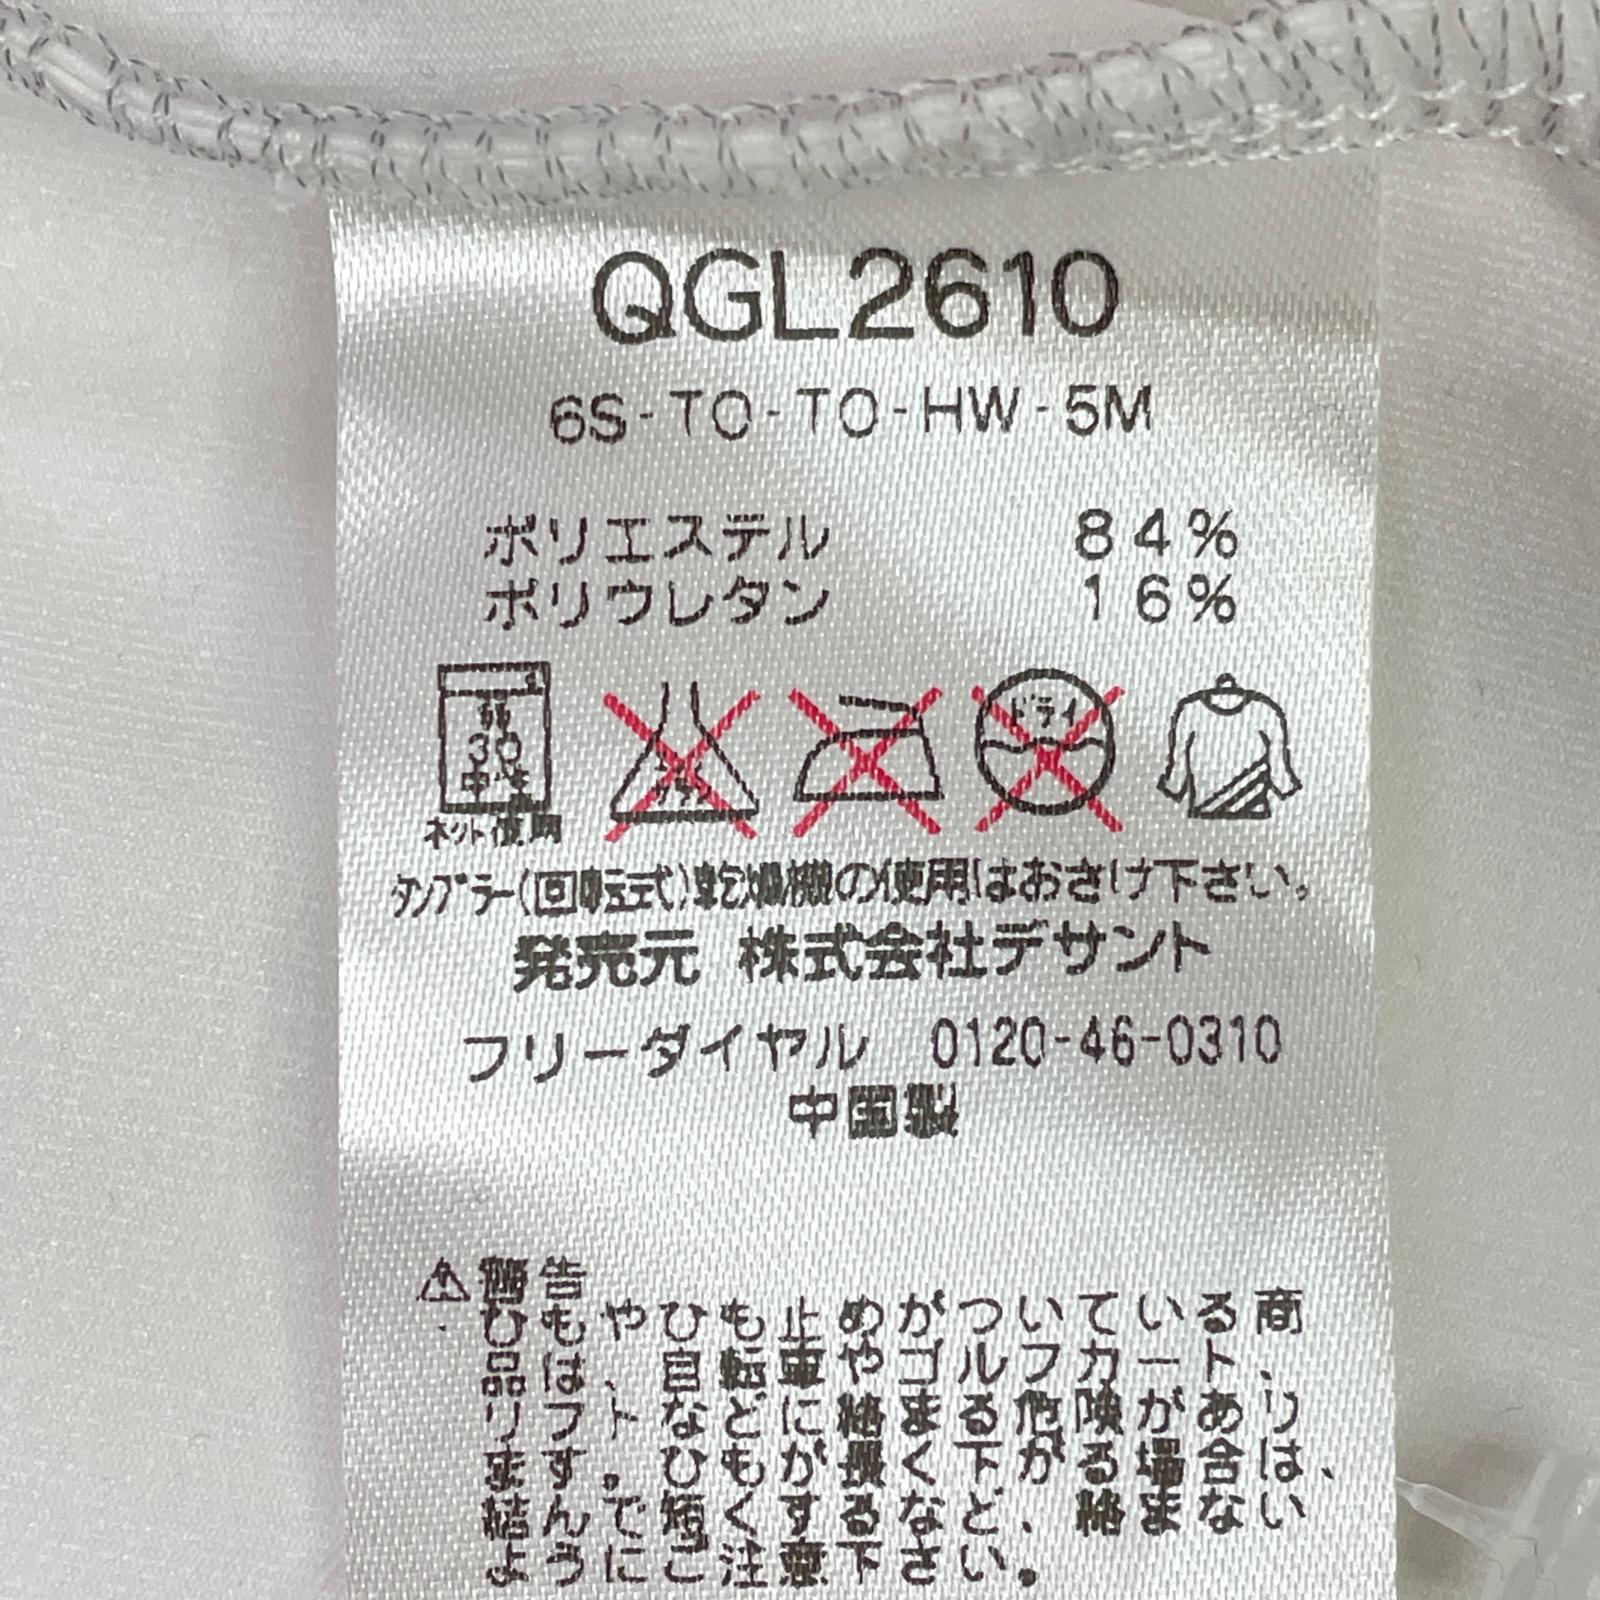 QGL2610
6S-TO-TO-HW-5M
ポリエステル 84%
ポリウレタン 16%
弱
30
中性
ドライ
ネット使用
タンブラー(回転式)乾燥機の使用はおさけ下さい。
発売元 株式会社デサント
フリーダイヤル 0120-46-0310
中国製
⚠警告
ひもやひも止めがついている商
品は、自転車やゴルフカート、
リフトなどに絡まる危険があり
ます。ひもが長く下がる場合は、
結んで短くするなど、絡まない
ようにご注意下さい。